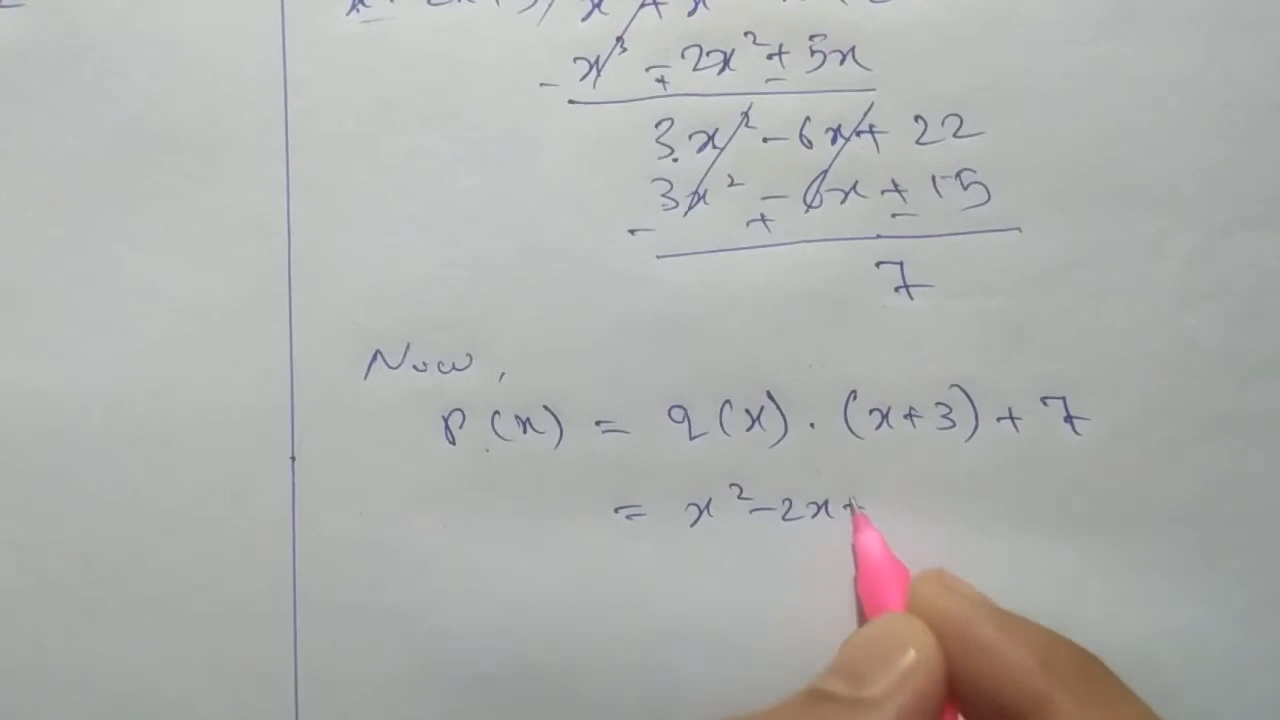 - x³ - 2x² + 5x
3x² - 6x + 22
- 3x² - 6x + 15
+ -
7
Now,
p(x) = q(x) . (x+3) + 7
= x² - 2x +